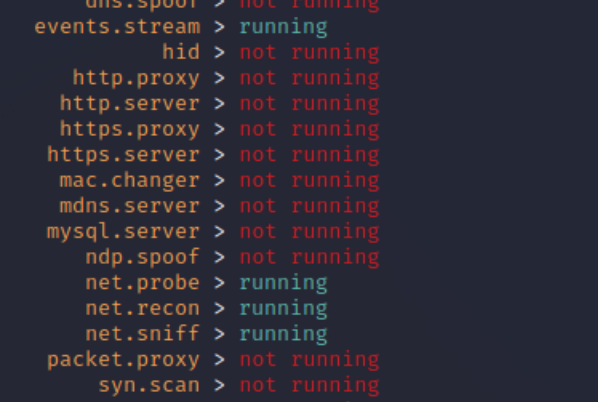 dns.spoof > not running
events.stream > running
hid > not running
http.proxy > not running
http.server > not running
https.proxy > not running
https.server > not running
mac.changer > not running
mdns.server > not running
mysql.server > not running
ndp.spoof > not running
net.probe > running
net.recon > running
net.sniff > running
packet.proxy > not running
syn.scan > not running